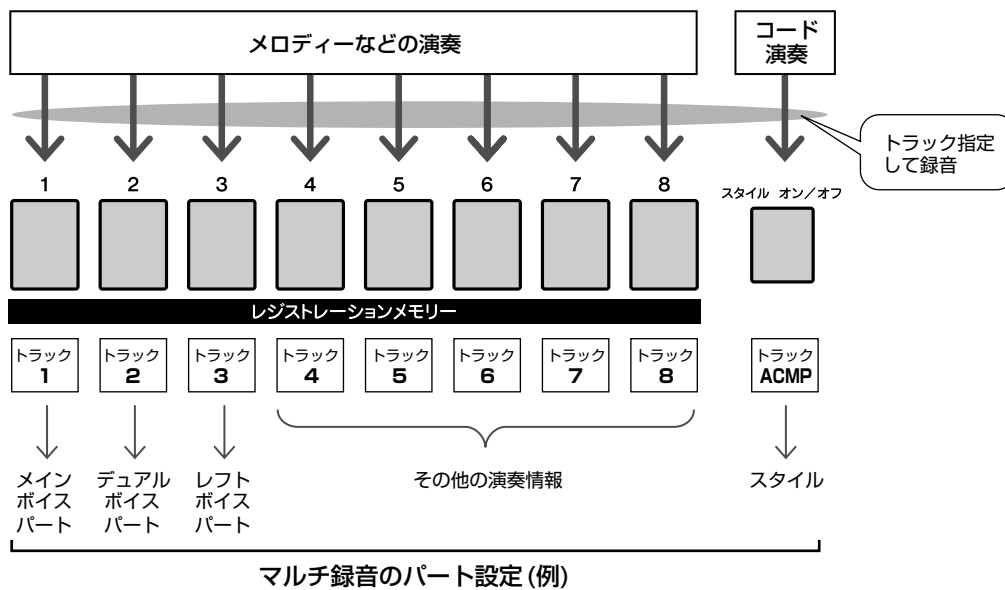 メロディーなどの演奏
コード
演奏
トラック指定
して録音
1 2 3 4 5 6 7 8
スタイル オン／オフ
レジストレーションメモリー
トラック
1
トラック
2
トラック
3
トラック
4
トラック
5
トラック
6
トラック
7
トラック
8
トラック
ACMP
メイン
ボイス
パート
デュアル
ボイス
パート
レフト
ボイス
パート
その他の演奏情報
スタイル
マルチ録音のパート設定 (例)